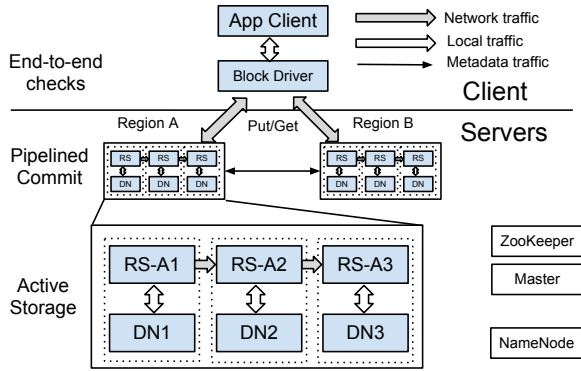 App Client
Network traffic
Local traffic
Metadata traffic
End-to-end
checks
Block Driver
Client
Servers
Region A
Put/Get
Region B
Pipelined
Commit
RS RS RS
DN DN DN
RS RS RS
DN DN DN
Active
Storage
RS-A1 RS-A2 RS-A3
DN1 DN2 DN3
ZooKeeper
Master
NameNode